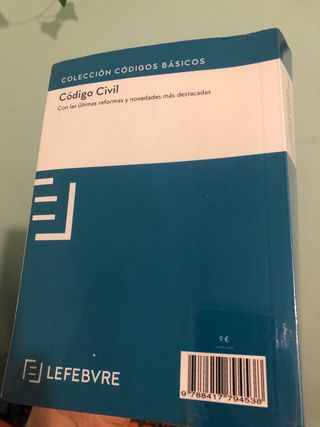 COLECCIÓN CÓDIGOS BÁSICOS
Código Civil
Con las últimas reformas y novedades más destacadas
9 €
LEFEBVRE
9 788417 794538